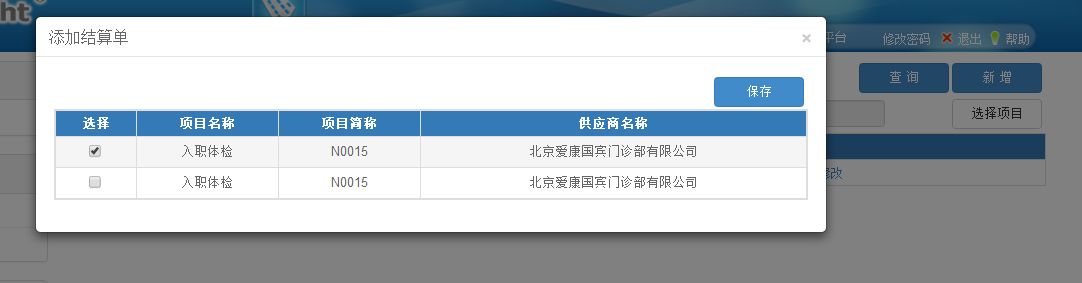 ht®
添加结算单
×
平台 修改密码 退出 帮助
查 询 新 增
保存
选择项目
选择 项目名称 项目简称 供应商名称
入职体检 N0015 北京爱康国宾门诊部有限公司
修改
入职体检 N0015 北京爱康国宾门诊部有限公司